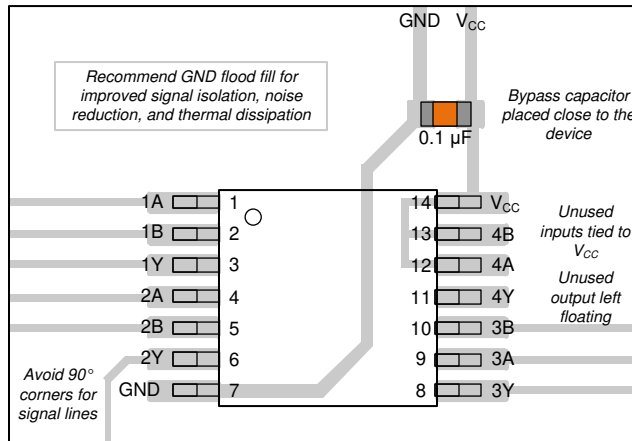 GND V_CC
Recommend GND flood fill for
improved signal isolation, noise
reduction, and thermal dissipation
Bypass capacitor
placed close to the
device
0.1 µF
1A 1 14 V_CC
1B 2 13 4B
1Y 3 12 4A
2A 4 11 4Y
2B 5 10 3B
2Y 6 9 3A
GND 7 8 3Y
Unused
inputs tied to
V_CC
Unused
output left
floating
Avoid 90°
corners for
signal lines